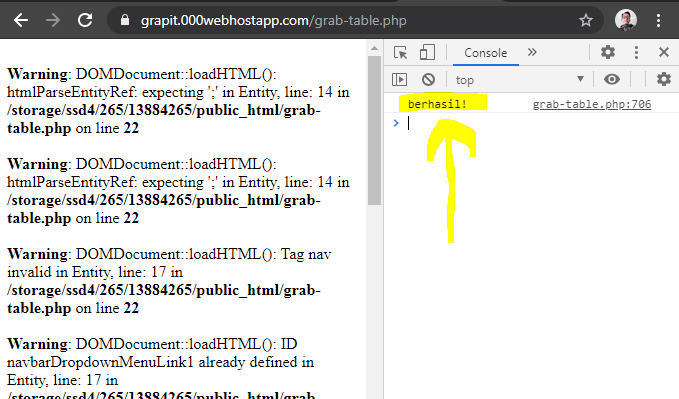 grapit.000webhostapp.com/grab-table.php
Warning: DOMDocument::loadHTML():
htmlParseEntityRef: expecting ';' in Entity, line: 14 in
/storage/ssd4/265/13884265/public_html/grab-
table.php on line 22
Warning: DOMDocument::loadHTML():
htmlParseEntityRef: expecting ';' in Entity, line: 14 in
/storage/ssd4/265/13884265/public_html/grab-
table.php on line 22
Warning: DOMDocument::loadHTML(): Tag nav
invalid in Entity, line: 17 in
/storage/ssd4/265/13884265/public_html/grab-
table.php on line 22
Warning: DOMDocument::loadHTML(): ID
navbarDropdownMenuLink1 already defined in
Entity, line: 17 in
/storage/ssd4/265/13884265/public_html/grab-
Console
top
berhasil! grab-table.php:706